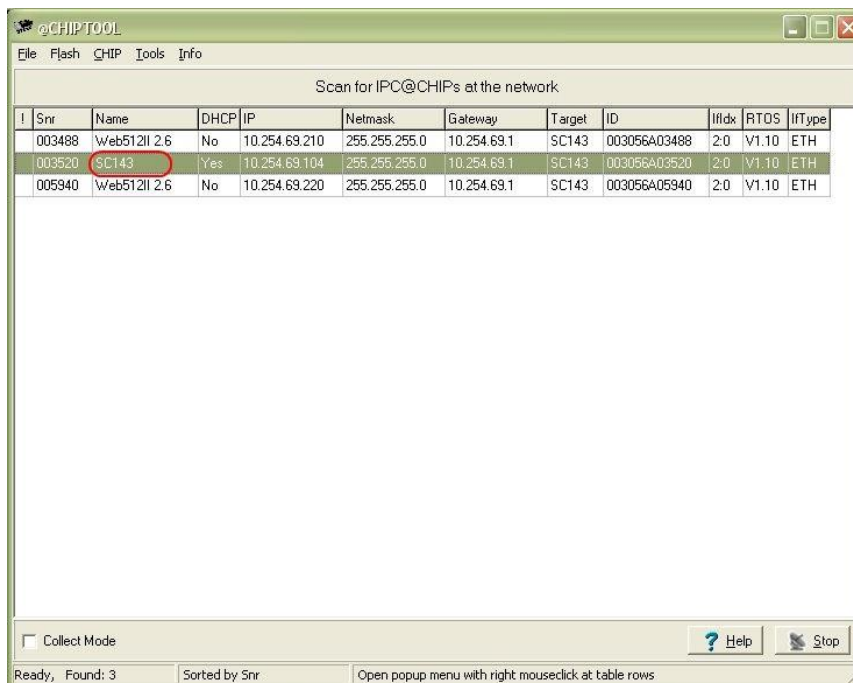 @CHIPTOOL
File Flash CHIP Tools Info
Scan for IPC@CHIPs at the network
! Snr Name DHCP IP Netmask Gateway Target ID IfIdx RTOS IfType
003488 Web512II 2.6 No 10.254.69.210 255.255.255.0 10.254.69.1 SC143 003056A03488 2:0 V1.10 ETH
003520 SC143 Yes 10.254.69.104 255.255.255.0 10.254.69.1 SC143 003056A03520 2:0 V1.10 ETH
005940 Web512II 2.6 No 10.254.69.220 255.255.255.0 10.254.69.1 SC143 003056A05940 2:0 V1.10 ETH
Collect Mode ? Help Stop
Ready, Found: 3 Sorted by Snr Open popup menu with right mouseclick at table rows